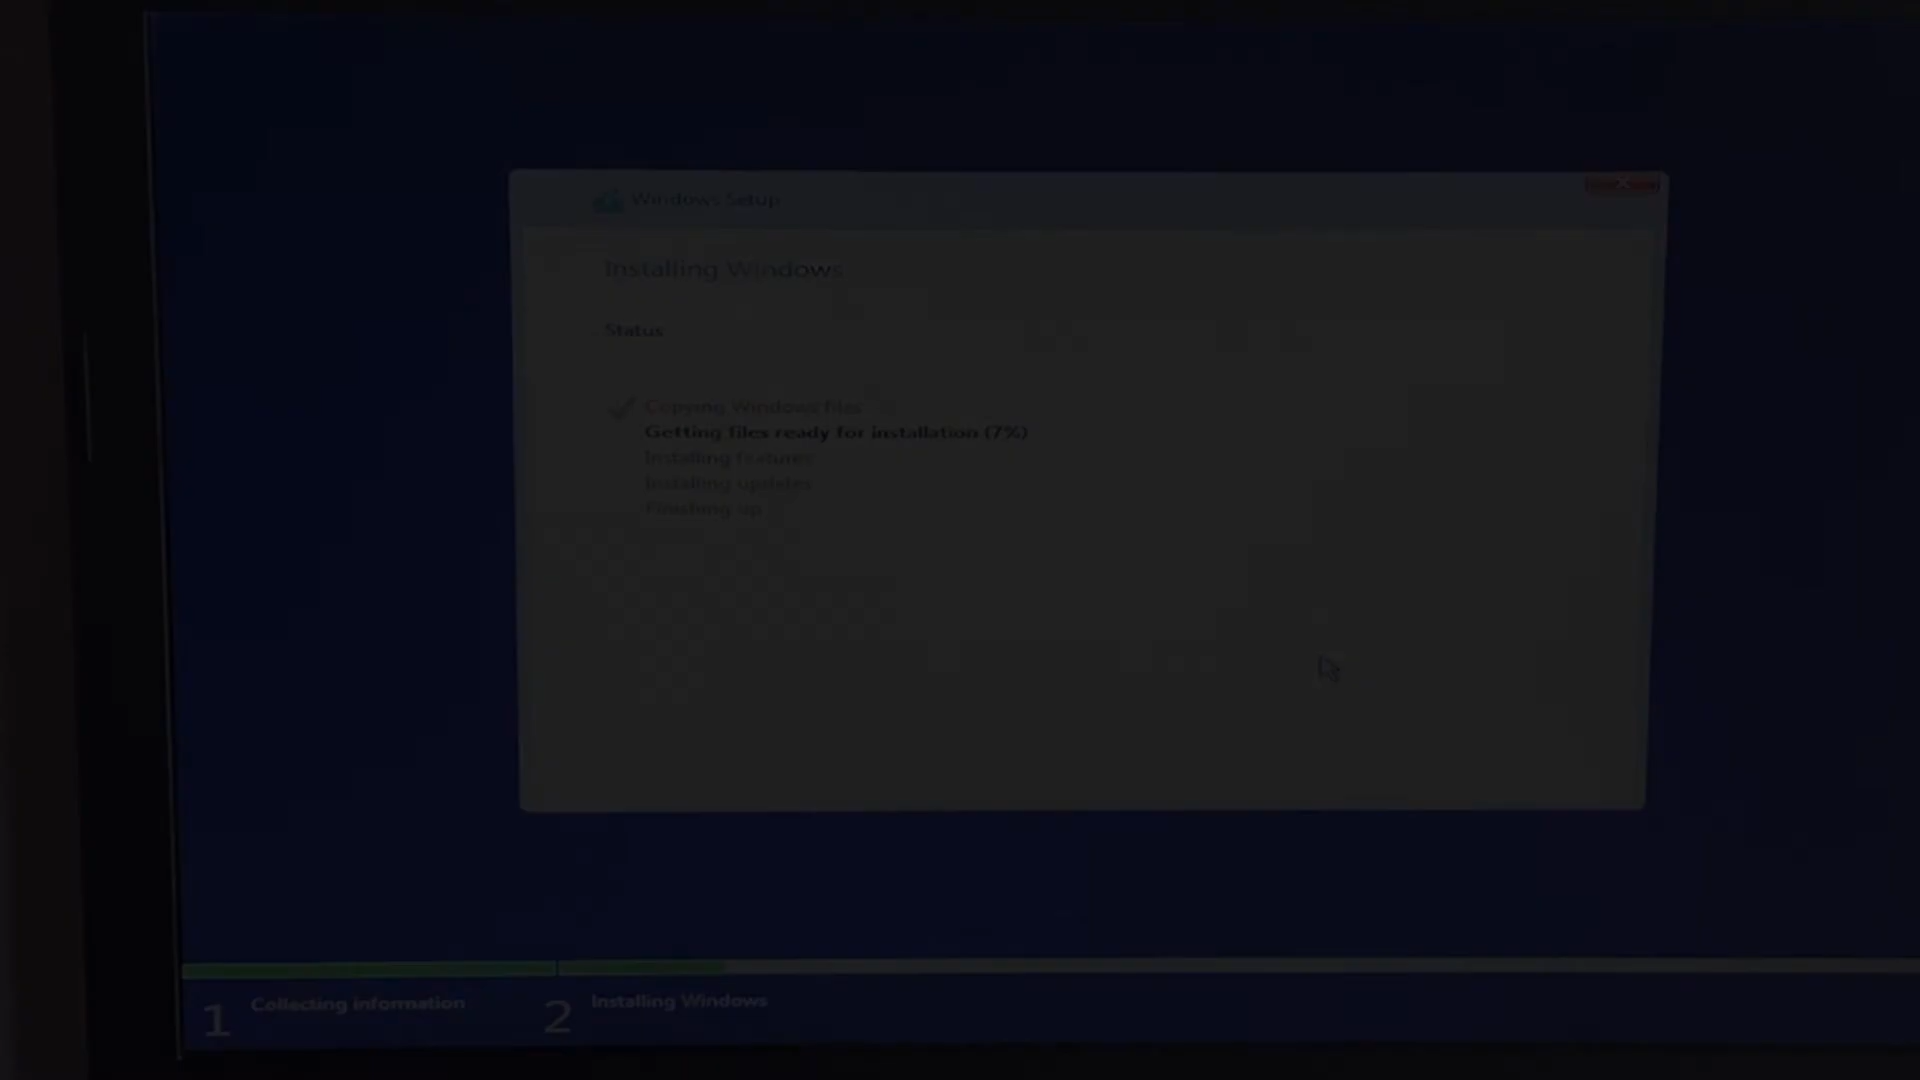 Windows Setup
Installing Windows
Status
Copying Windows files
Getting files ready for installation (7%)
Installing features
Installing updates
Finishing up
1 Collecting information
2 Installing Windows